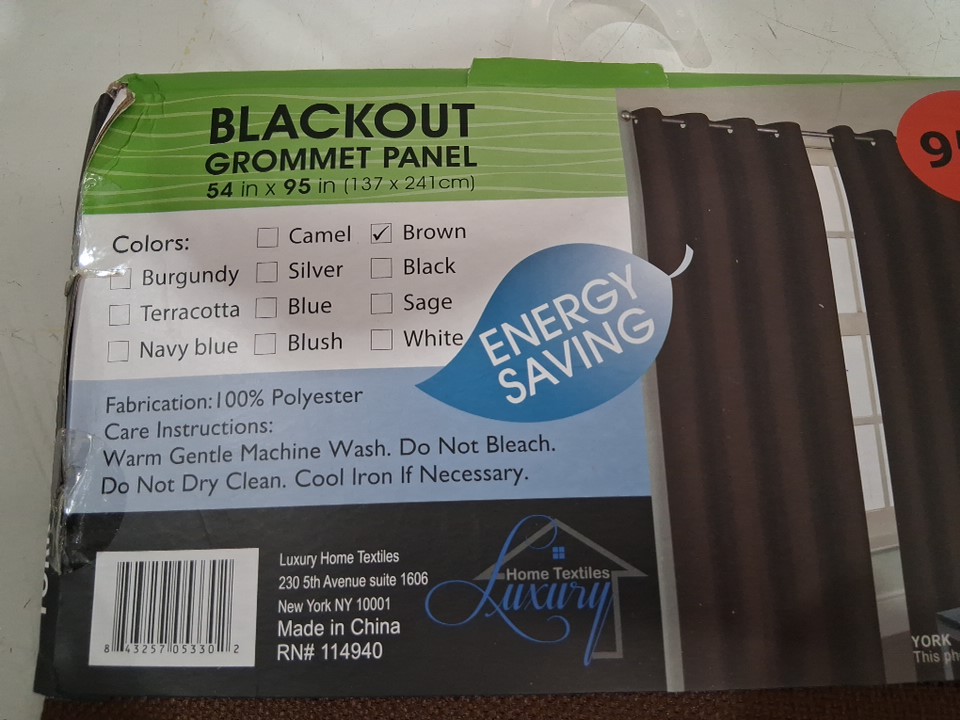 BLACKOUT
GROMMET PANEL
54 in x 95 in (137 x 241cm)
Colors:
Camel
Brown
Burgundy
Silver
Black
Terracotta
Blue
Sage
Navy blue
Blush
White
ENERGY
SAVING
Fabrication:100% Polyester
Care Instructions:
Warm Gentle Machine Wash. Do Not Bleach.
Do Not Dry Clean. Cool Iron If Necessary.
Luxury Home Textiles
230 5th Avenue suite 1606
New York NY 10001
Made in China
RN# 114940
8 43257 05330 2
Home Textiles
Luxury
YORK
This